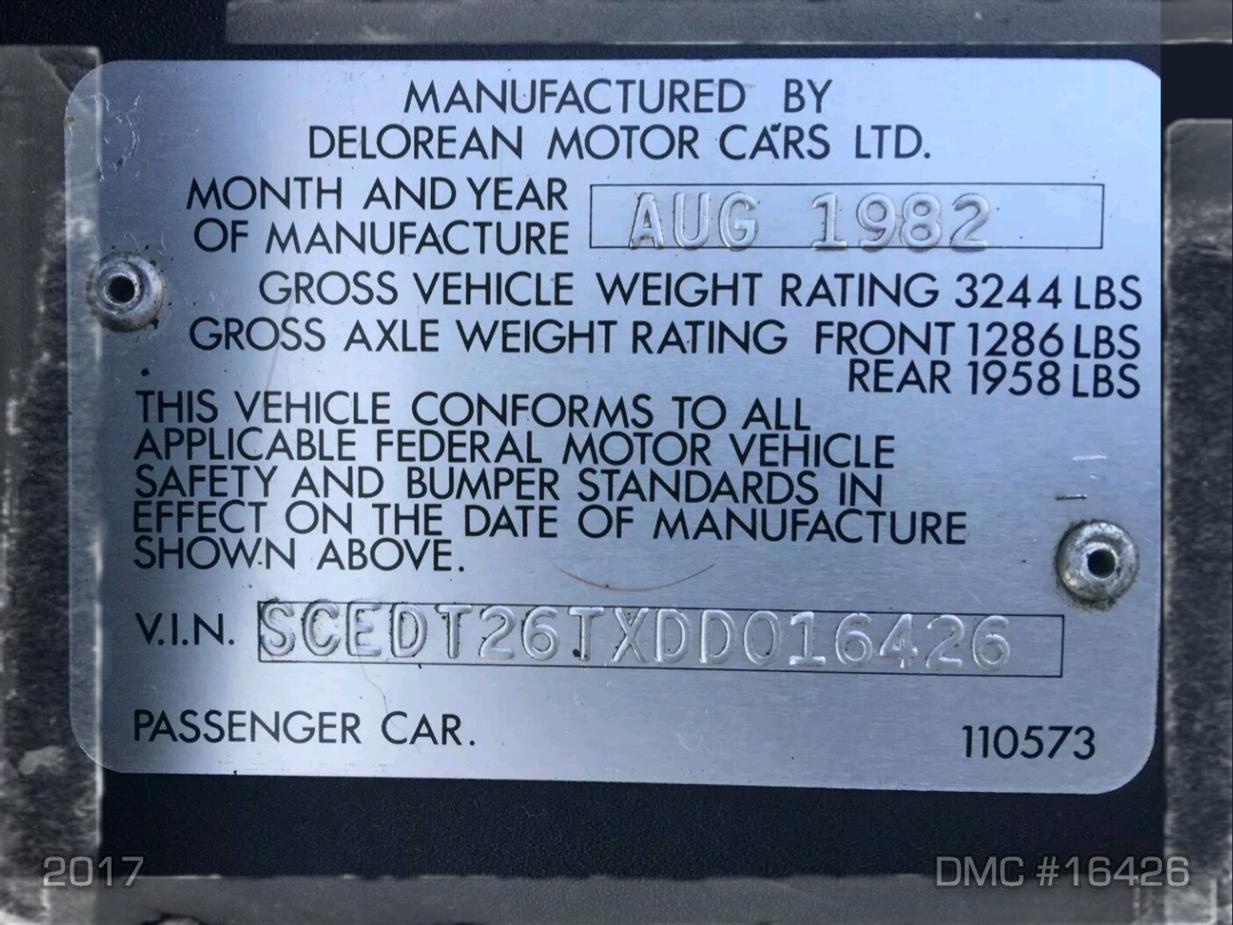 MANUFACTURED BY
DELOREAN MOTOR CARS LTD.
MONTH AND YEAR
OF MANUFACTURE AUG 1982
GROSS VEHICLE WEIGHT RATING 3244 LBS
GROSS AXLE WEIGHT RATING FRONT 1286 LBS
REAR 1958 LBS
THIS VEHICLE CONFORMS TO ALL
APPLICABLE FEDERAL MOTOR VEHICLE
SAFETY AND BUMPER STANDARDS IN
EFFECT ON THE DATE OF MANUFACTURE
SHOWN ABOVE.
V.I.N. SCEDT26TXDD016426
PASSENGER CAR. 110573
2017 DMC #16426